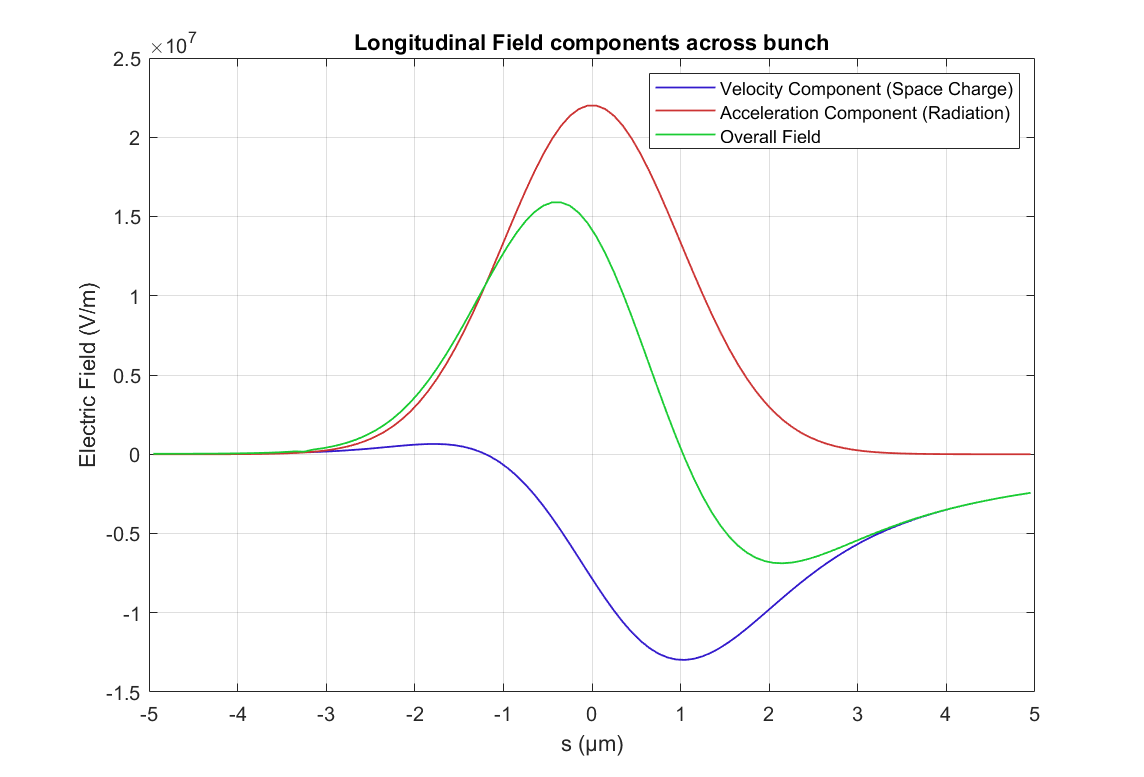 Longitudinal Field components across bunch
×10⁷
2.5
2
1.5
1
0.5
0
-0.5
-1
-1.5
Electric Field (V/m)
Velocity Component (Space Charge)
Acceleration Component (Radiation)
Overall Field
-5 -4 -3 -2 -1 0 1 2 3 4 5
s (µm)